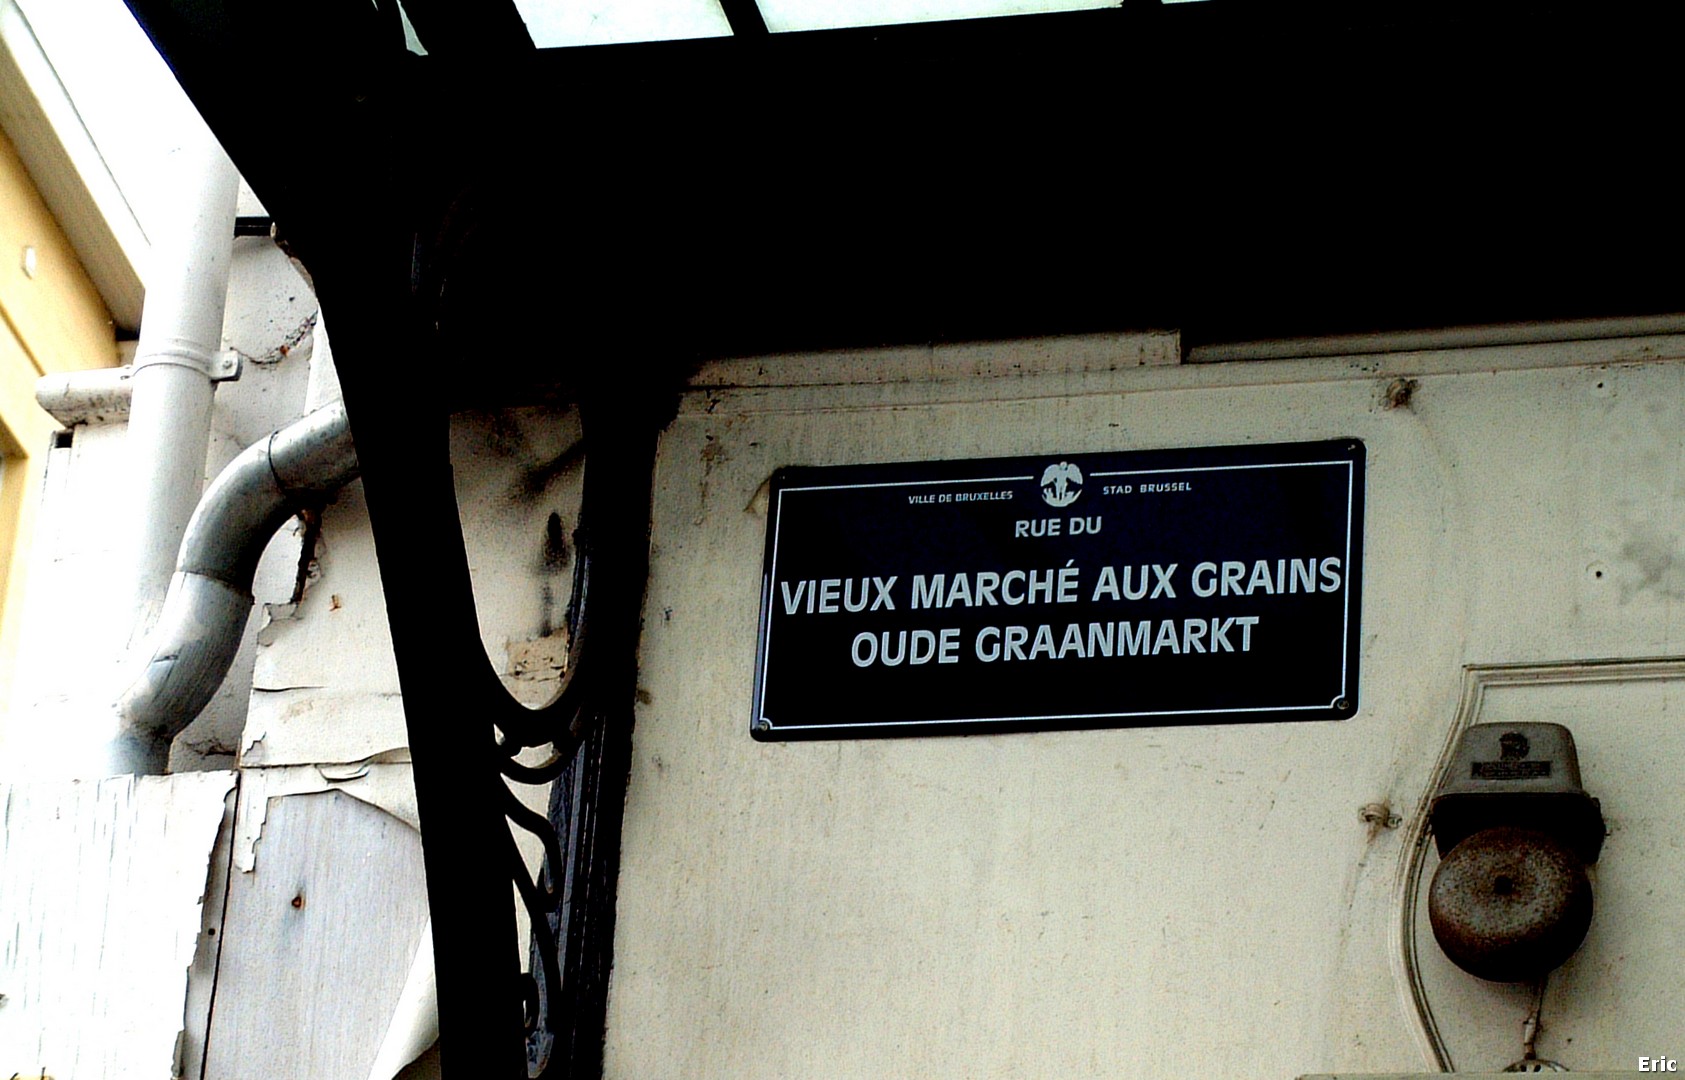 VILLE DE BRUXELLES STAD BRUSSEL
RUE DU
VIEUX MARCHÉ AUX GRAINS
OUDE GRAANMARKT
Eric